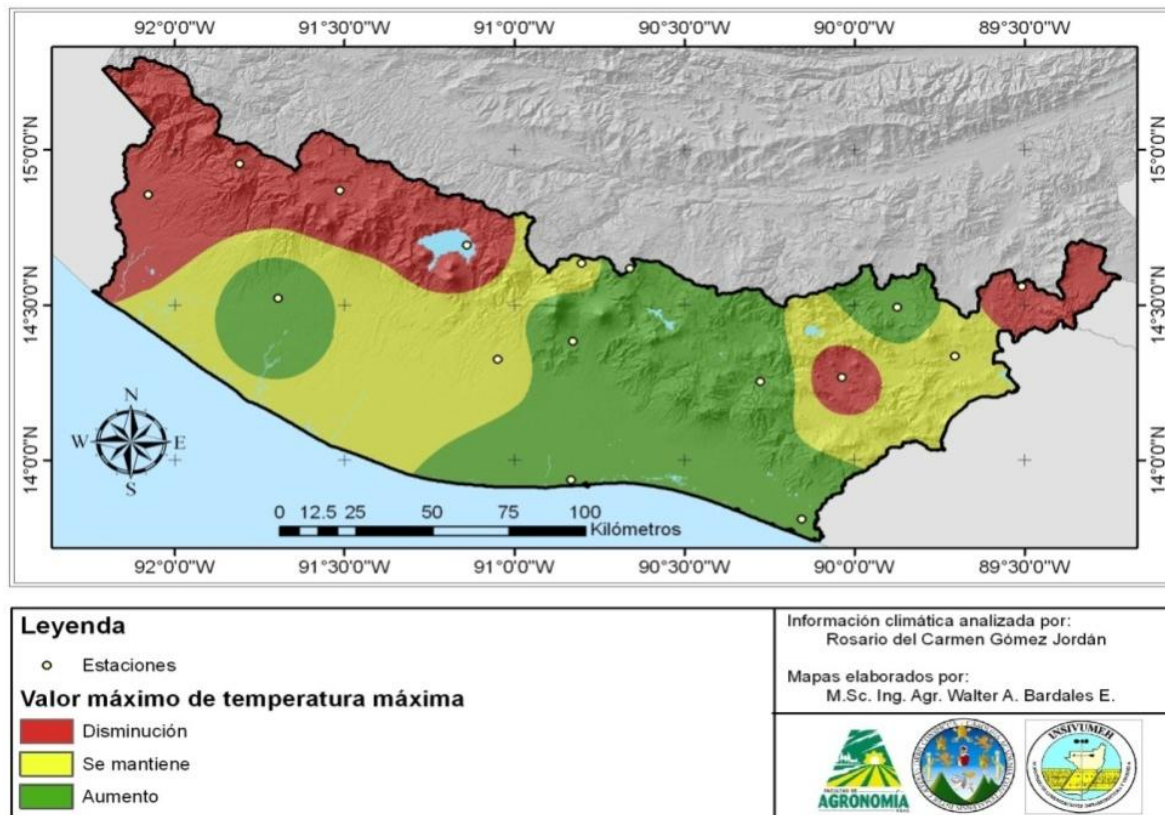 92°0'0"W 91°30'0"W 91°0'0"W 90°30'0"W 90°0'0"W 89°30'0"W
15°0'0"N 15°0'0"N
14°30'0"N 14°30'0"N
14°0'0"N 14°0'0"N
N
W E
S
0 12.5 25 50 75 100
Kilómetros
92°0'0"W 91°30'0"W 91°0'0"W 90°30'0"W 90°0'0"W 89°30'0"W
Leyenda
Estaciones
Valor máximo de temperatura máxima
Disminución
Se mantiene
Aumento
Información climática analizada por:
Rosario del Carmen Gómez Jordán
Mapas elaborados por:
M.Sc. Ing. Agr. Walter A. Bardales E.
FACULTAD DE
AGRONOMÍA
INSIVUMEH